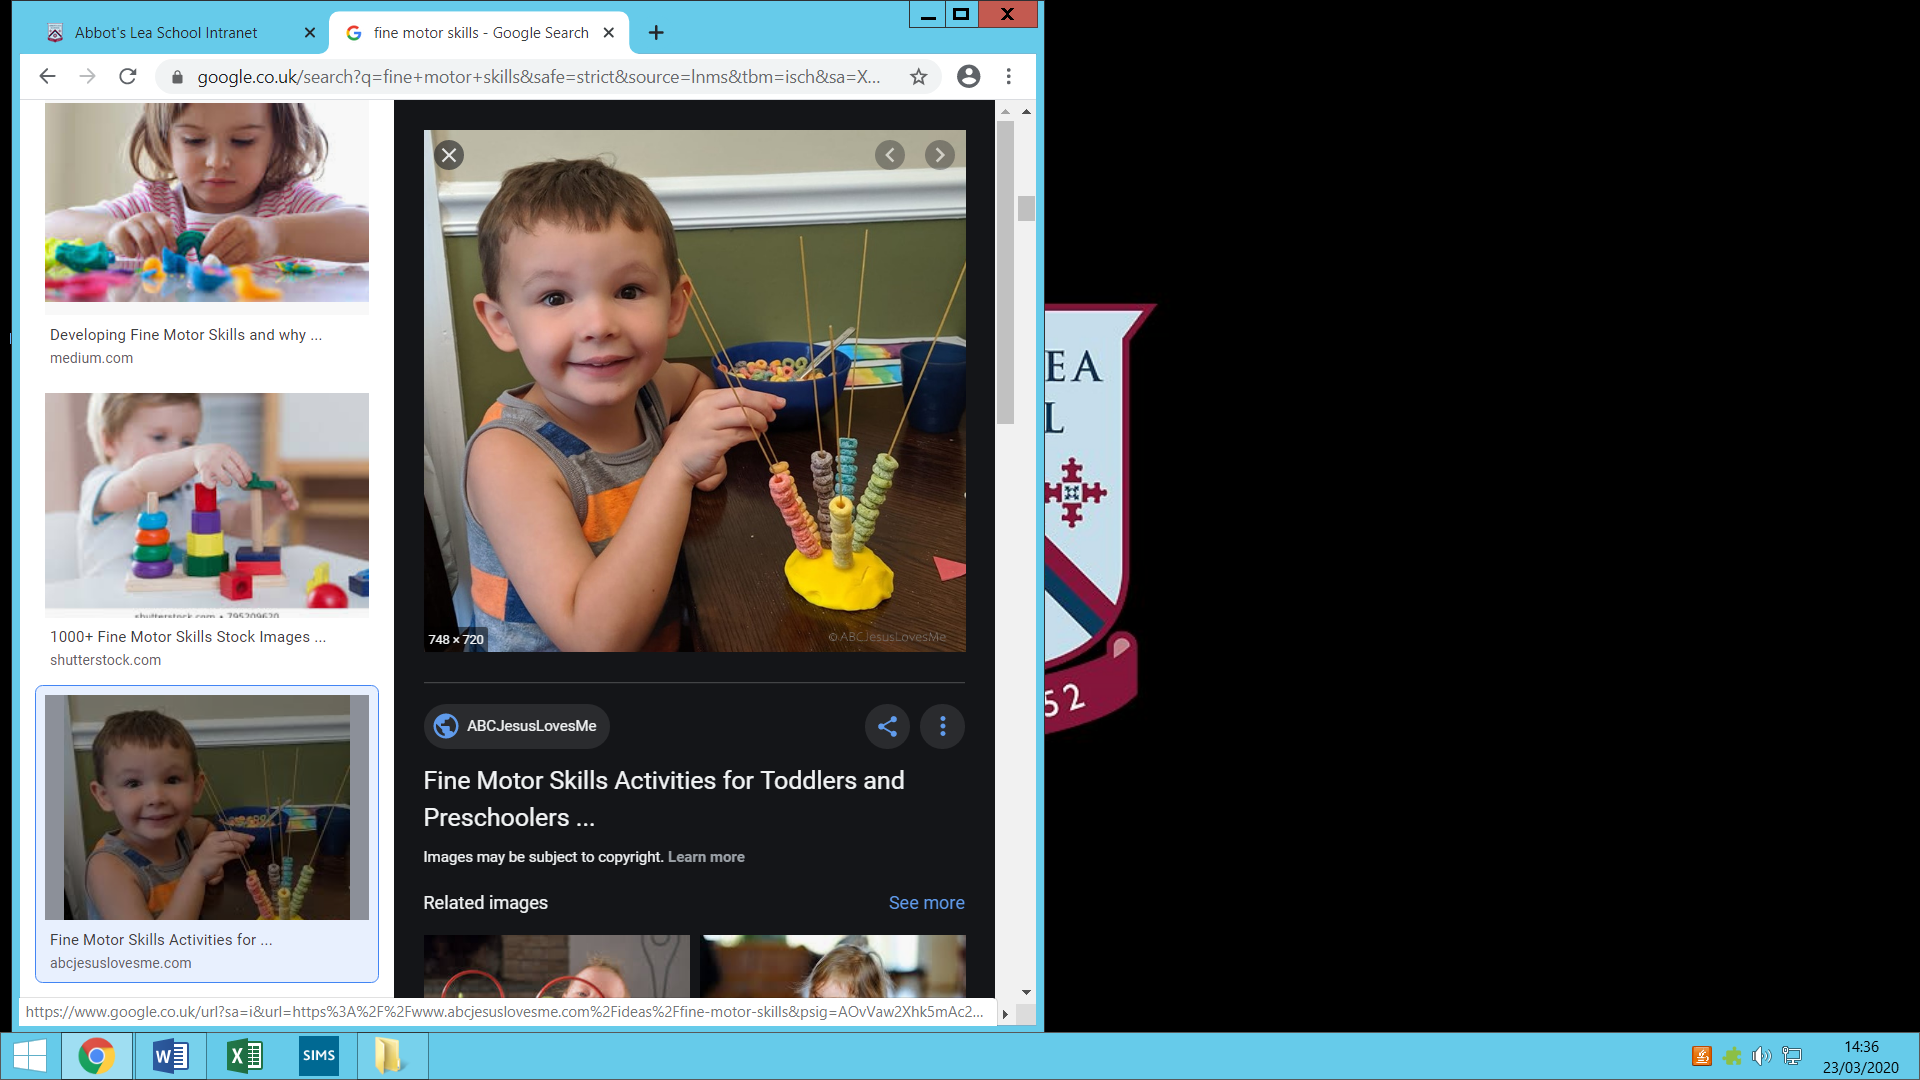 Abbot's Lea School Intranet
fine motor skills - Google Search
google.co.uk/search?q=fine+motor+skills&safe=strict&source=lnms&tbm=isch&sa=X...
Developing Fine Motor Skills and why ...
medium.com
shutterstock.com • 795209620
1000+ Fine Motor Skills Stock Images ...
shutterstock.com
Fine Motor Skills Activities for ...
abcjesuslovesme.com
748 × 720
© ABCJesusLovesMe
ABCJesusLovesMe
Fine Motor Skills Activities for Toddlers and
Preschoolers ...
Images may be subject to copyright. Learn more
Related images
See more
EA
L
52
https://www.google.co.uk/url?sa=i&url=https%3A%2F%2Fwww.abcjesuslovesme.com%2Fideas%2Ffine-motor-skills&psig=AOvVaw2Xhk5mAc2...
SIMS
14:36
23/03/2020